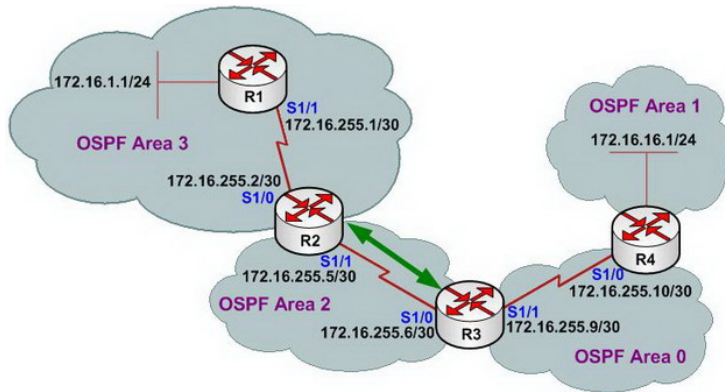 172.16.1.1/24
R1
S1/1
172.16.255.1/30
OSPF Area 3
172.16.255.2/30
S1/0
R2
S1/1
172.16.255.5/30
OSPF Area 2
S1/0
172.16.255.6/30
R3
S1/1
172.16.255.9/30
OSPF Area 1
172.16.16.1/24
R4
S1/0
172.16.255.10/30
OSPF Area 0